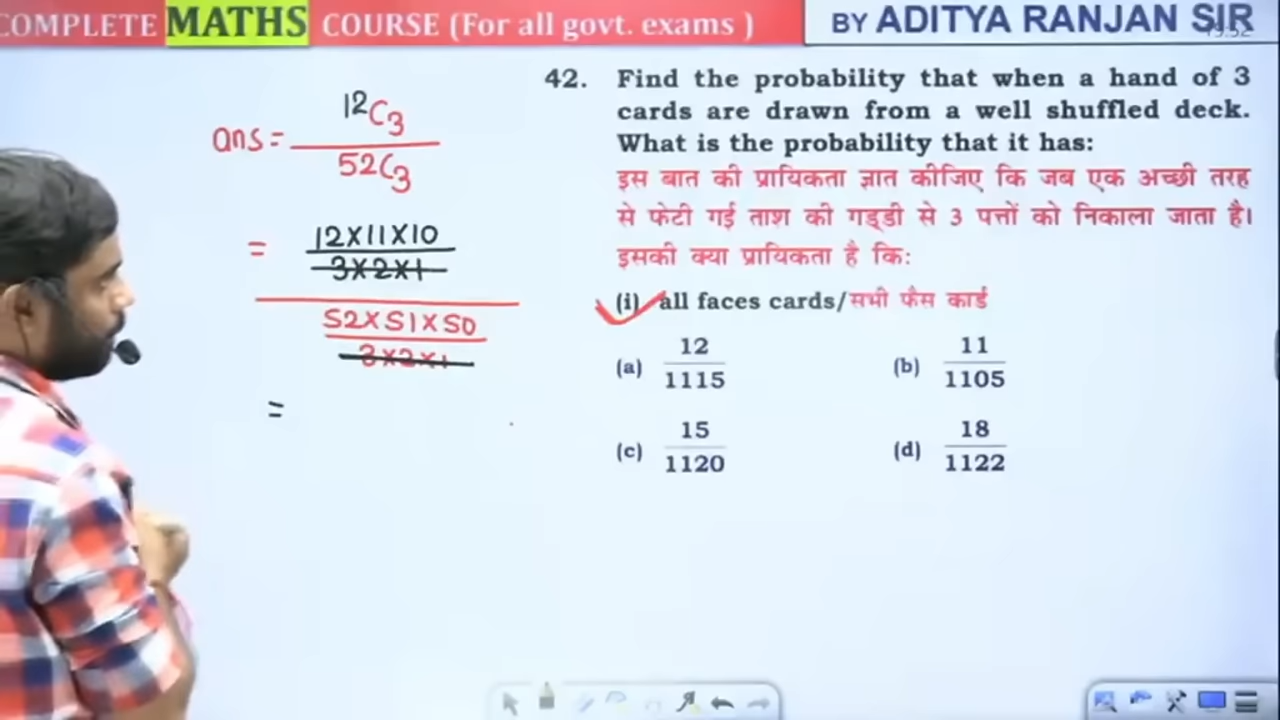 COMPLETE MATHS COURSE (For all govt. exams )
BY ADITYA RANJAN SIR
ans = 12C3
52C3
= 12×11×10
3×2×1
52×51×50
3×2×1
=
42. Find the probability that when a hand of 3
cards are drawn from a well shuffled deck.
What is the probability that it has:
इस बात की प्रायिकता ज्ञात कीजिए कि जब एक अच्छी तरह
से फेटी गई ताश की गड्डी से 3 पत्तों को निकाला जाता है।
इसकी क्या प्रायिकता है कि:
(i) all faces cards/सभी फैस कार्ड
(a) 12/1115 (b) 11/1105
(c) 15/1120 (d) 18/1122